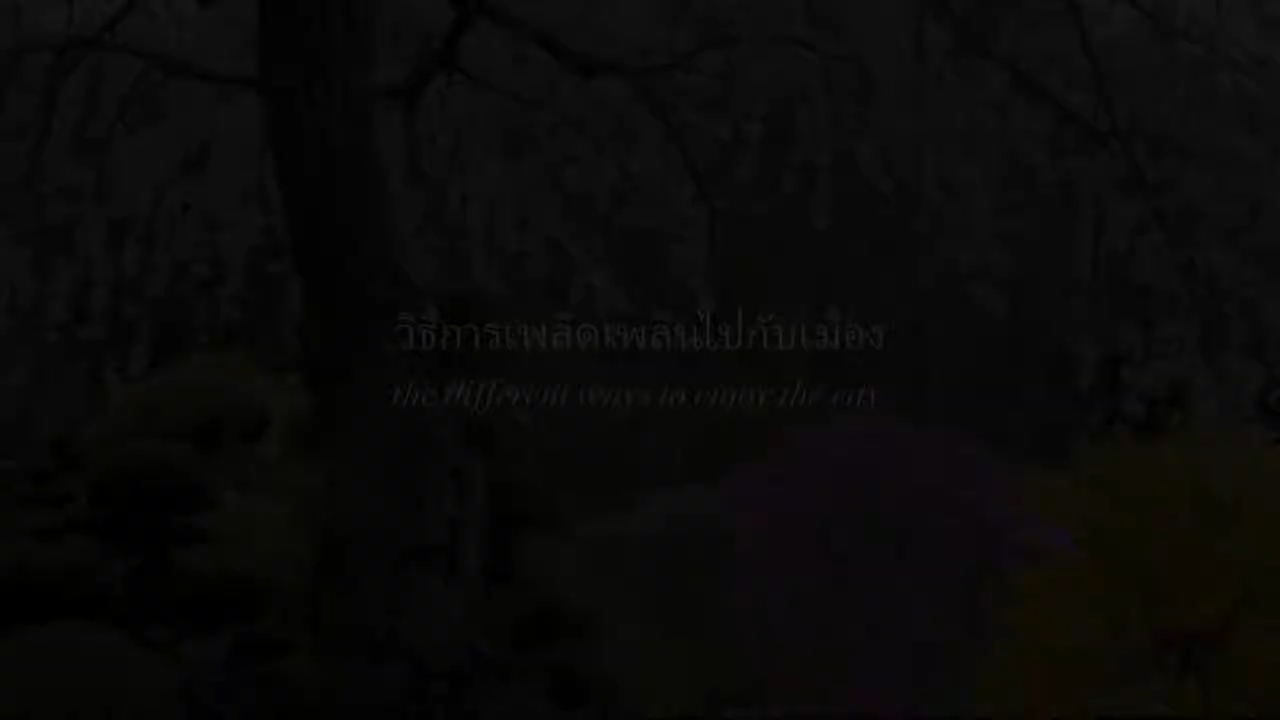 วิธีการเพลิดเพลินไปกับเมือง
the different ways to enjoy the city